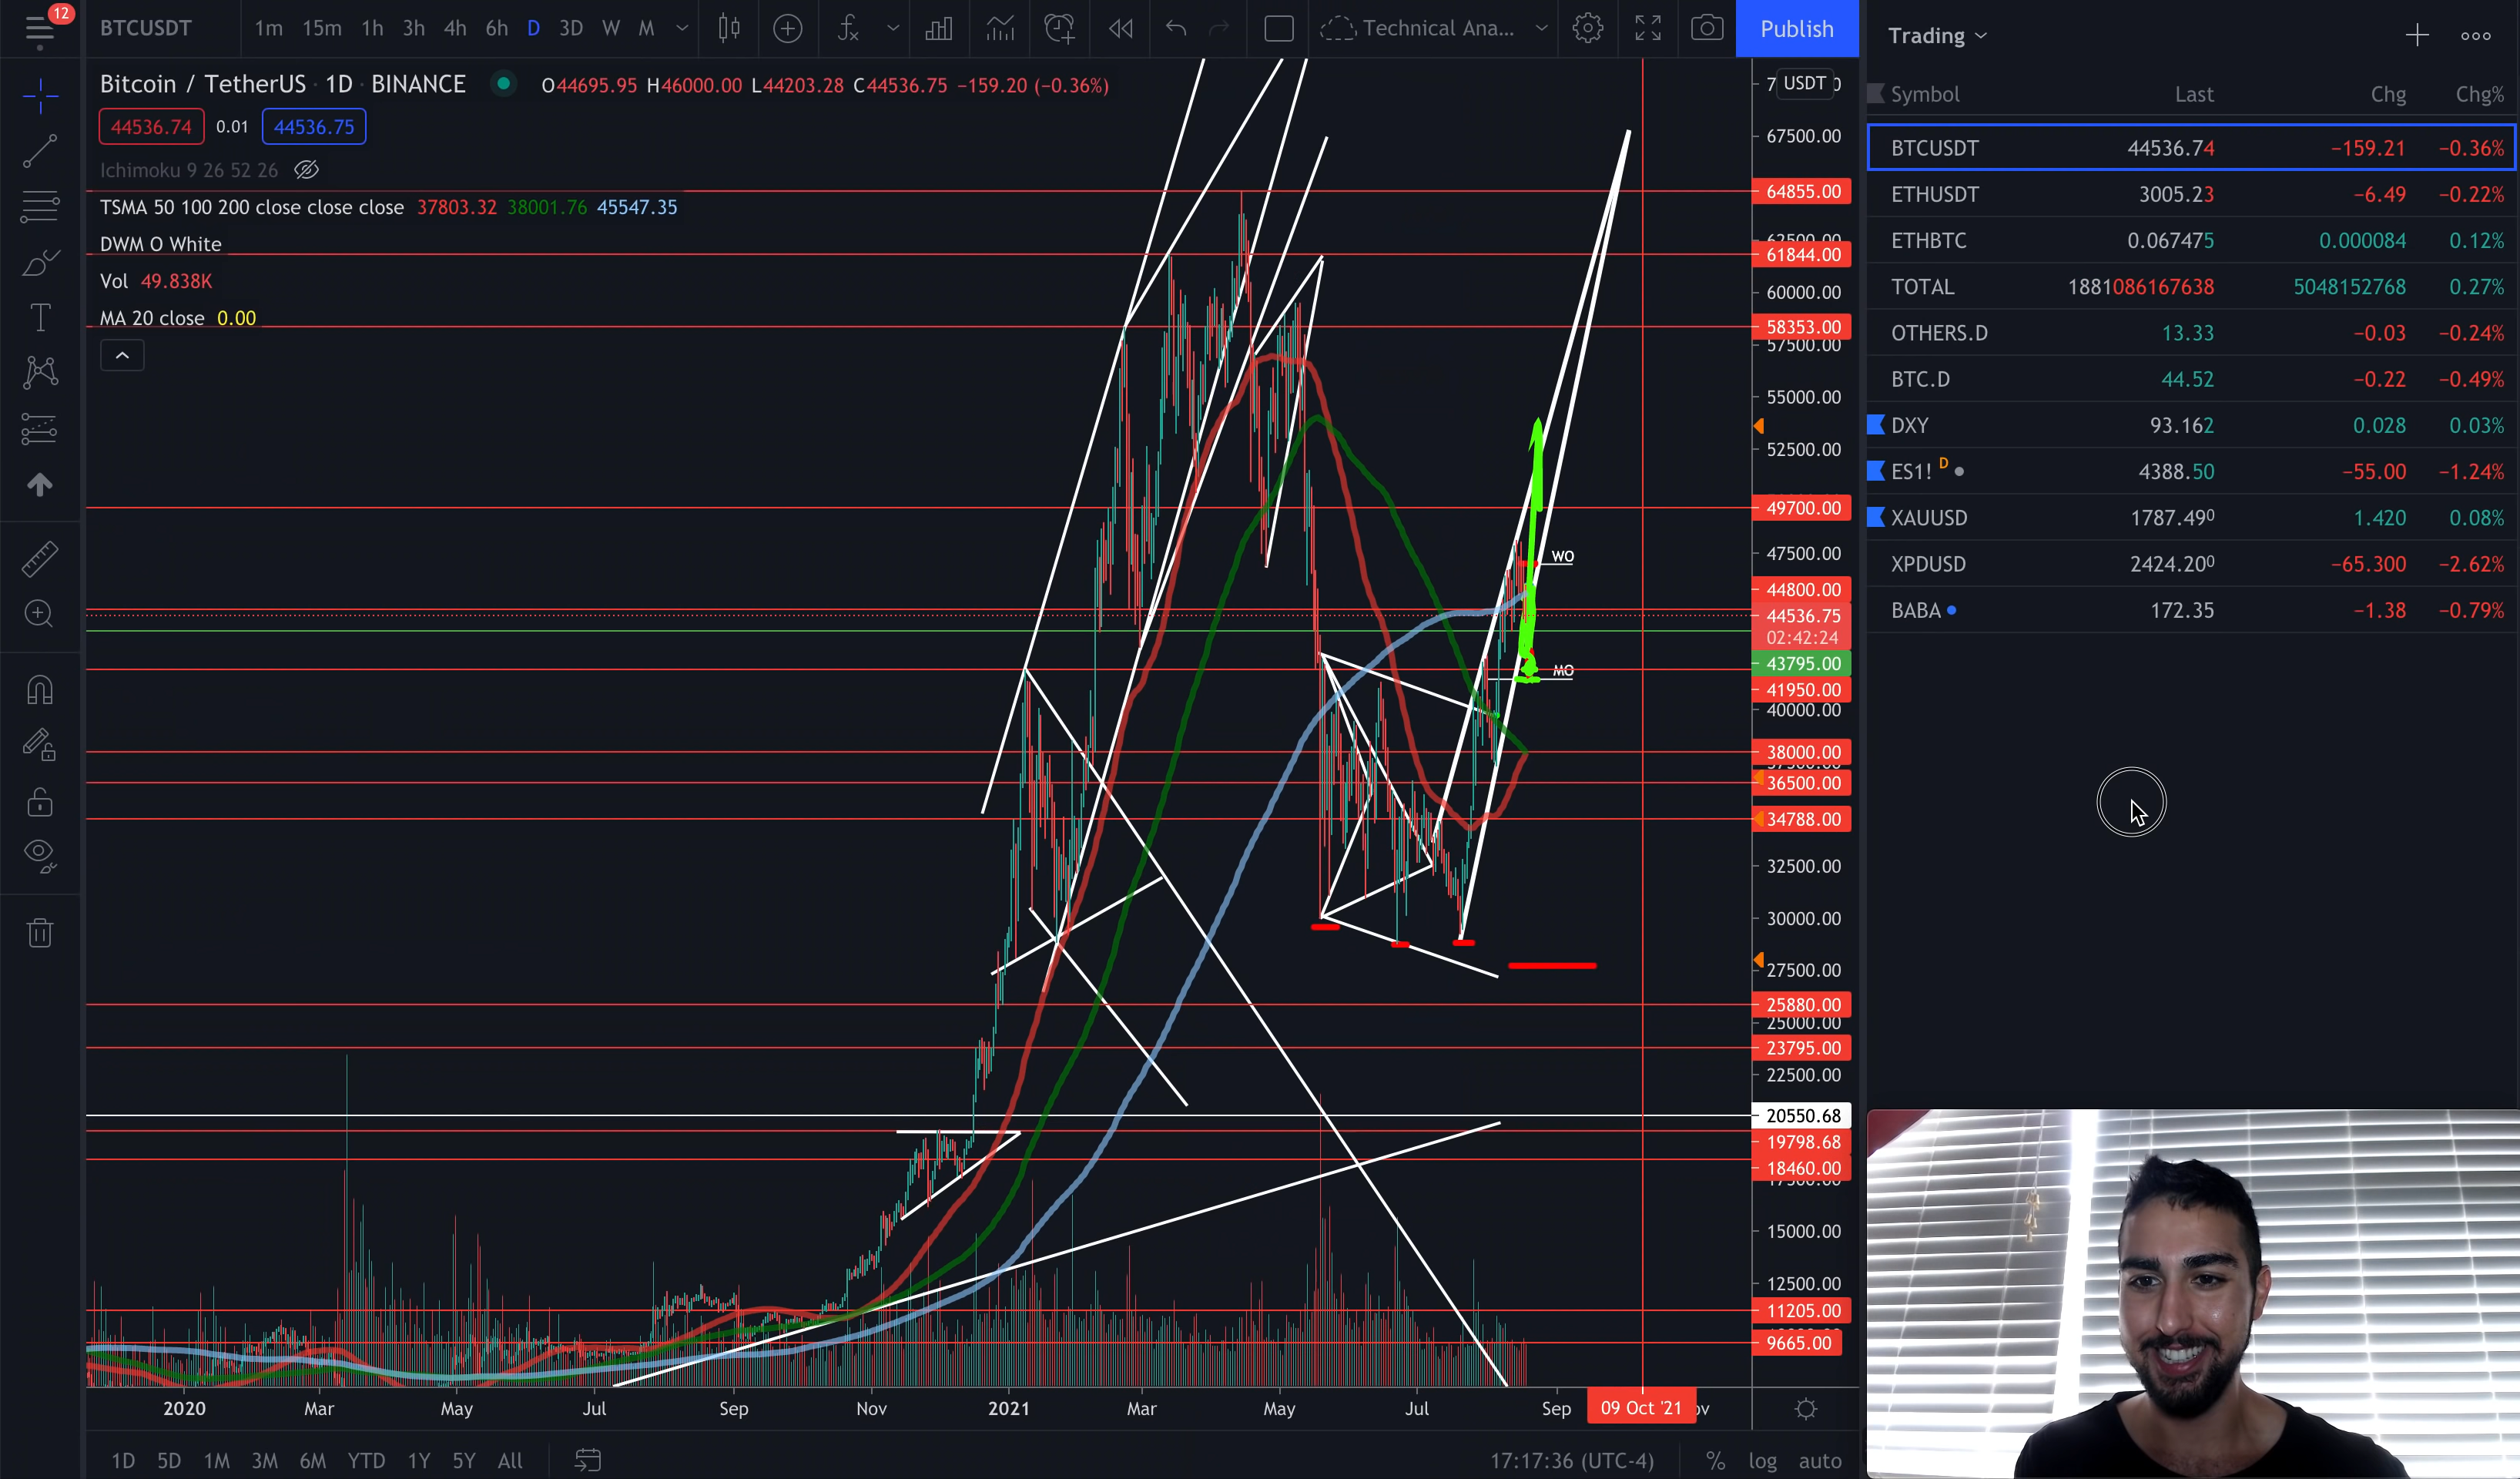 12
BTCUSDT 1m 15m 1h 3h 4h 6h D 3D W M Technical Ana... Publish
Bitcoin / TetherUS · 1D · BINANCE O44695.95 H46000.00 L44203.28 C44536.75 −159.20 (−0.36%)
44536.74 0.01 44536.75
Ichimoku 9 26 52 26
TSMA 50 100 200 close close close 37803.32 38001.76 45547.35
DWM O White
Vol 49.838K
MA 20 close 0.00
WO
MO
USDT
67500.00
64855.00
62500.00
61844.00
60000.00
58353.00
57500.00
55000.00
52500.00
49700.00
47500.00
44800.00
44536.75
02:42:24
43795.00
41950.00
40000.00
38000.00
36500.00
34788.00
32500.00
30000.00
27500.00
25880.00
25000.00
23795.00
22500.00
20550.68
19798.68
18460.00
15000.00
12500.00
11205.00
9665.00
2020 Mar May Jul Sep Nov 2021 Mar May Jul Sep 09 Oct '21
1D 5D 1M 3M 6M YTD 1Y 5Y All 17:17:36 (UTC-4) % log auto
Trading
Symbol Last Chg Chg%
BTCUSDT 44536.74 −159.21 −0.36%
ETHUSDT 3005.23 −6.49 −0.22%
ETHBTC 0.067475 0.000084 0.12%
TOTAL 1881086167638 5048152768 0.27%
OTHERS.D 13.33 −0.03 −0.24%
BTC.D 44.52 −0.22 −0.49%
DXY 93.162 0.028 0.03%
ES1! D 4388.50 −55.00 −1.24%
XAUUSD 1787.490 1.420 0.08%
XPDUSD 2424.200 −65.300 −2.62%
BABA 172.35 −1.38 −0.79%